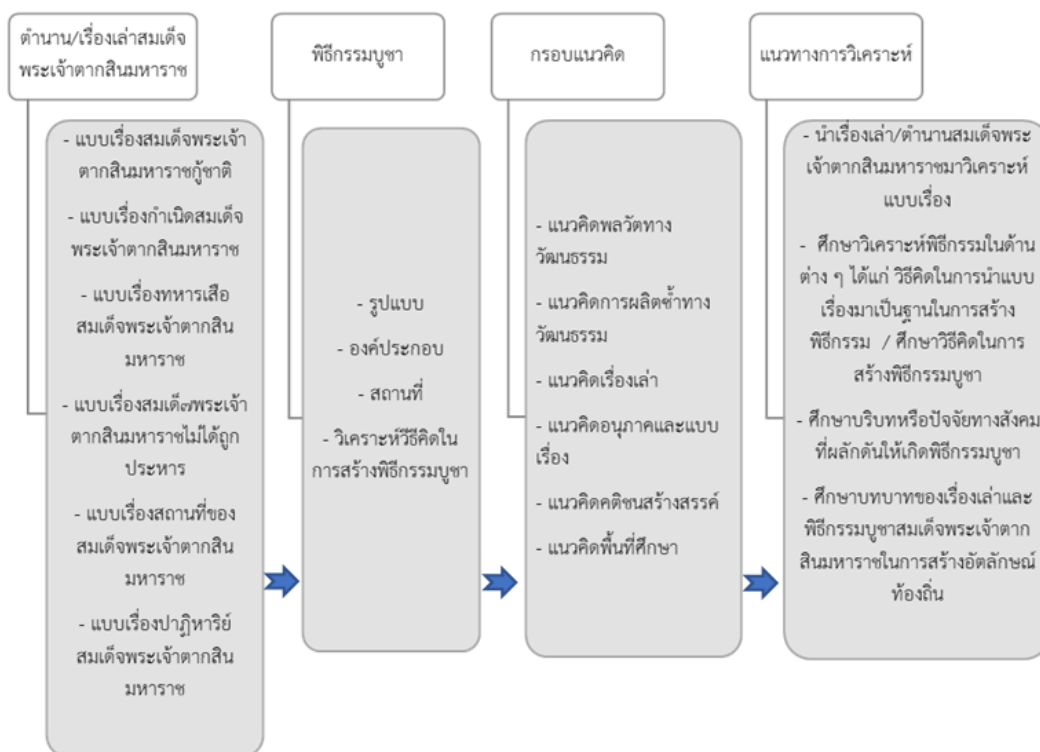 ตำนาน/เรื่องเล่าสมเด็จ
พระเจ้าตากสินมหาราช
- แบบเรื่องสมเด็จพระเจ้า
ตากสินมหาราชกู้ชาติ
- แบบเรื่องกำเนิดสมเด็จ
พระเจ้าตากสินมหาราช
- แบบเรื่องทหารเสือ
สมเด็จพระเจ้าตากสิน
มหาราช
- แบบเรื่องสมเด็๗พระเจ้า
ตากสินมหาราชไม่ได้ถูก
ประหาร
- แบบเรื่องสถานที่ของ
สมเด็จพระเจ้าตากสิน
มหาราช
- แบบเรื่องปาฏิหาริย์
สมเด็จพระเจ้าตากสิน
มหาราช
พิธีกรรมบูชา
- รูปแบบ
- องค์ประกอบ
- สถานที่
- วิเคราะห์วีธีคิดใน
การสร้างพิธีกรรมบูชา
กรอบแนวคิด
- แนวคิดพลวัตทาง
วัฒนธรรม
- แนวคิดการผลิตซ้ำทาง
วัฒนธรรม
- แนวคิดเรื่องเล่า
- แนวคิดอนุภาคและแบบ
เรื่อง
- แนวคิดคติชนสร้างสรรค์
- แนวคิดพื้นที่ศึกษา
แนวทางการวิเคราะห์
- นำเรื่องเล่า/ตำนานสมเด็จพระ
เจ้าตากสินมหาราชมาวิเคราะห์
แบบเรื่อง
- ศึกษาวิเคราะห์พิธีกรรมในด้าน
ต่าง ๆ ได้แก่ วิธีคิดในการนำแบบ
เรื่องมาเป็นฐานในการสร้าง
พิธีกรรม / ศึกษาวิธีคิดในการ
สร้างพิธีกรรมบูชา
- ศึกษาบริบทหรือปัจจัยทางสังคม
ที่ผลักดันให้เกิดพิธีกรรมบูชา
- ศึกษาบทบาทของเรื่องเล่าและ
พิธีกรรมบูชาสมเด็จพระเจ้าตาก
สินมหาราชในการสร้างอัตลักษณ์
ท้องถิ่น